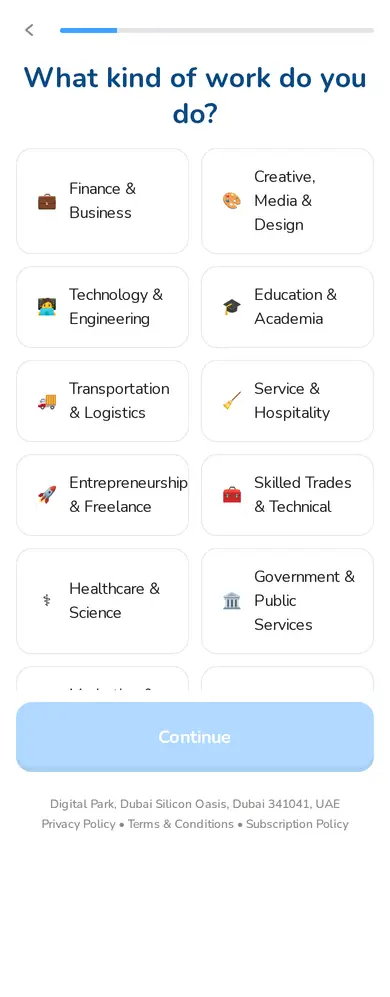 What kind of work do you
do?
Finance &
Business
Creative,
Media &
Design
Technology &
Engineering
Education &
Academia
Transportation
& Logistics
Service &
Hospitality
Entrepreneurship
& Freelance
Skilled Trades
& Technical
Healthcare &
Science
Government &
Public
Services
Continue
Digital Park, Dubai Silicon Oasis, Dubai 341041, UAE
Privacy Policy • Terms & Conditions • Subscription Policy